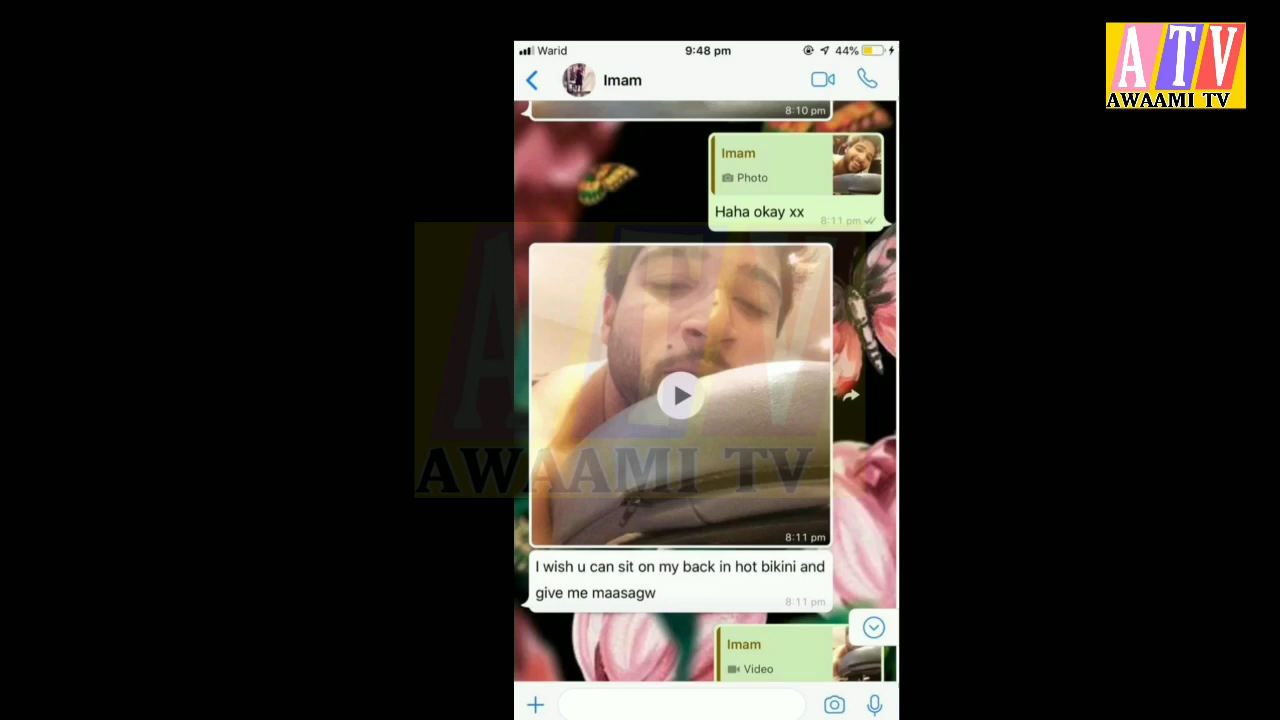 ATV
AWAAMI TV
Warid
9:48 pm
44%
Imam
8:10 pm
Imam
Photo
Haha okay xx
8:11 pm
ATV
AWAAMI TV
8:11 pm
I wish u can sit on my back in hot bikini and
give me maasagw
8:11 pm
Imam
Video